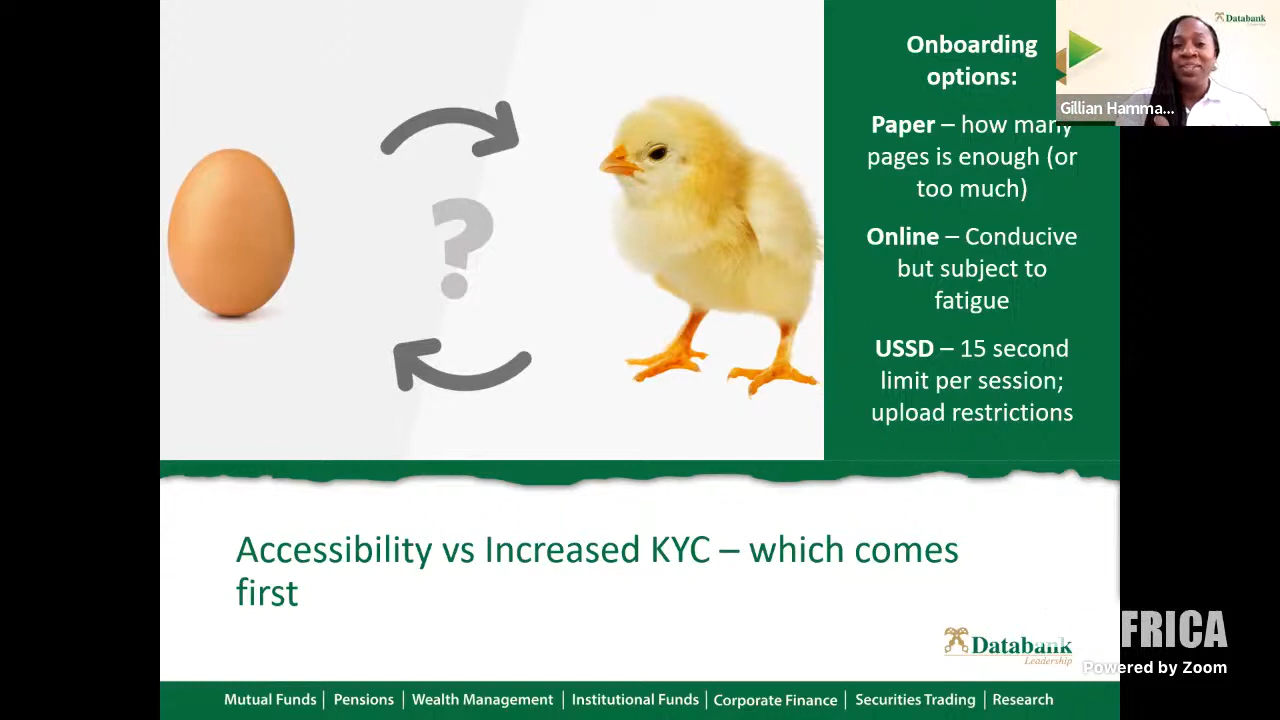 Onboarding
options:
Paper – how many
pages is enough (or
too much)
Online – Conducive
but subject to
fatigue
USSD – 15 second
limit per session;
upload restrictions
Databank
Gillian Hamma...
?
Accessibility vs Increased KYC – which comes
first
Databank
Leadership
FRICA
Powered by Zoom
Mutual Funds | Pensions | Wealth Management | Institutional Funds | Corporate Finance | Securities Trading | Research